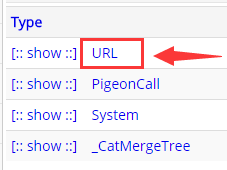 Type
[:: show ::] URL
[:: show ::] PigeonCall
[:: show ::] System
[:: show ::] _CatMergeTree